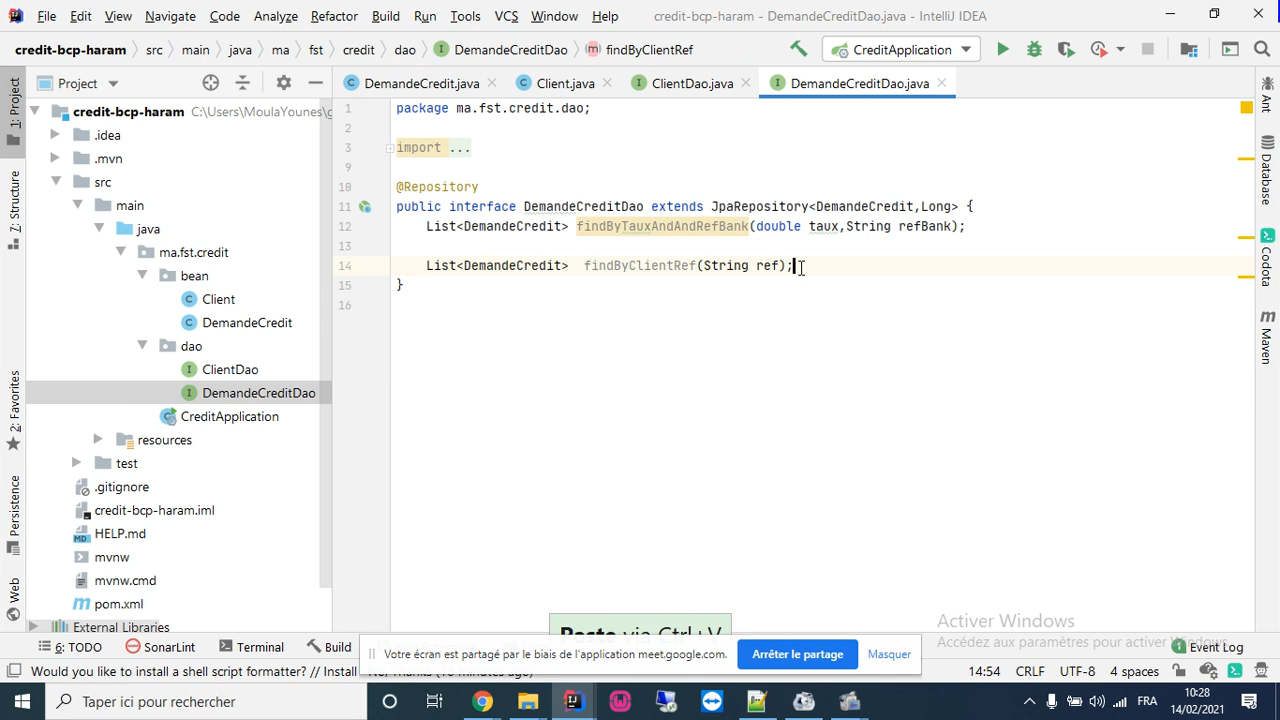 File Edit View Navigate Code Analyze Refactor Build Run Tools VCS Window Help credit-bcp-haram - DemandeCreditDao.java - IntelliJ IDEA
credit-bcp-haram src main java ma fst credit dao DemandeCreditDao findByClientRef CreditApplication
Project DemandeCredit.java Client.java ClientDao.java DemandeCreditDao.java
1: Project
7: Structure
2: Favorites
Persistence
Web
credit-bcp-haram C:\Users\MoulaYounes\g
.idea
.mvn
src
main
java
ma.fst.credit
bean
Client
DemandeCredit
dao
ClientDao
DemandeCreditDao
CreditApplication
resources
test
.gitignore
credit-bcp-haram.iml
HELP.md
mvnw
mvnw.cmd
pom.xml
External Libraries
1 package ma.fst.credit.dao;
2
3 import ...
9
10 @Repository
11 public interface DemandeCreditDao extends JpaRepository<DemandeCredit,Long> {
12 List<DemandeCredit> findByTauxAndAndRefBank(double taux,String refBank);
13
14 List<DemandeCredit> findByClientRef(String ref);
15 }
16
Ant
Database
Codota
Maven
Paste via Ctrl+V
Activer Windows
Accédez aux paramètres pour activer Windows.
6: TODO SonarLint Terminal Build Event Log
Votre écran est partagé par le biais de l'application meet.google.com. Arrêter le partage Masquer
Would you like to install a shell script formatter? // Install // No, Thanks (10 minutes ago) 14:54 CRLF UTF-8 4 spaces
Taper ici pour rechercher FRA 10:28
14/02/2021